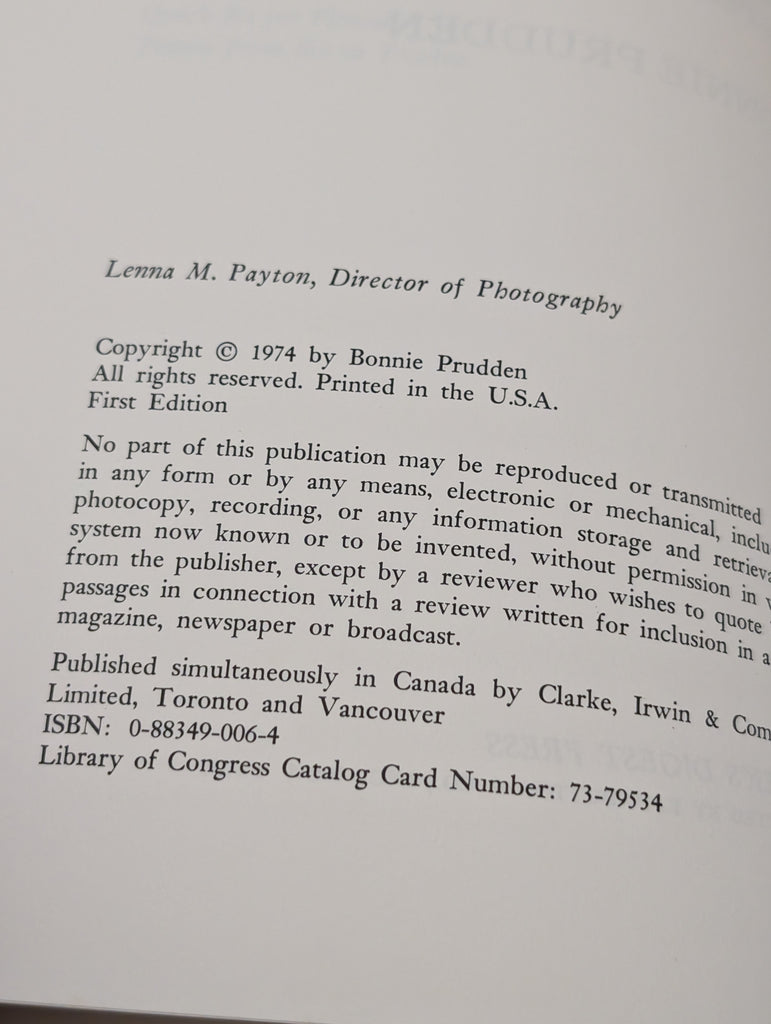 Lenna M. Payton, Director of Photography
Copyright © 1974 by Bonnie Prudden
All rights reserved. Printed in the U.S.A.
First Edition
No part of this publication may be reproduced or transmitted
in any form or by any means, electronic or mechanical, inclu
photocopy, recording, or any information storage and retrieva
system now known or to be invented, without permission in w
from the publisher, except by a reviewer who wishes to quote
passages in connection with a review written for inclusion in a
magazine, newspaper or broadcast.
Published simultaneously in Canada by Clarke, Irwin & Com
Limited, Toronto and Vancouver
ISBN: 0-88349-006-4
Library of Congress Catalog Card Number: 73-79534